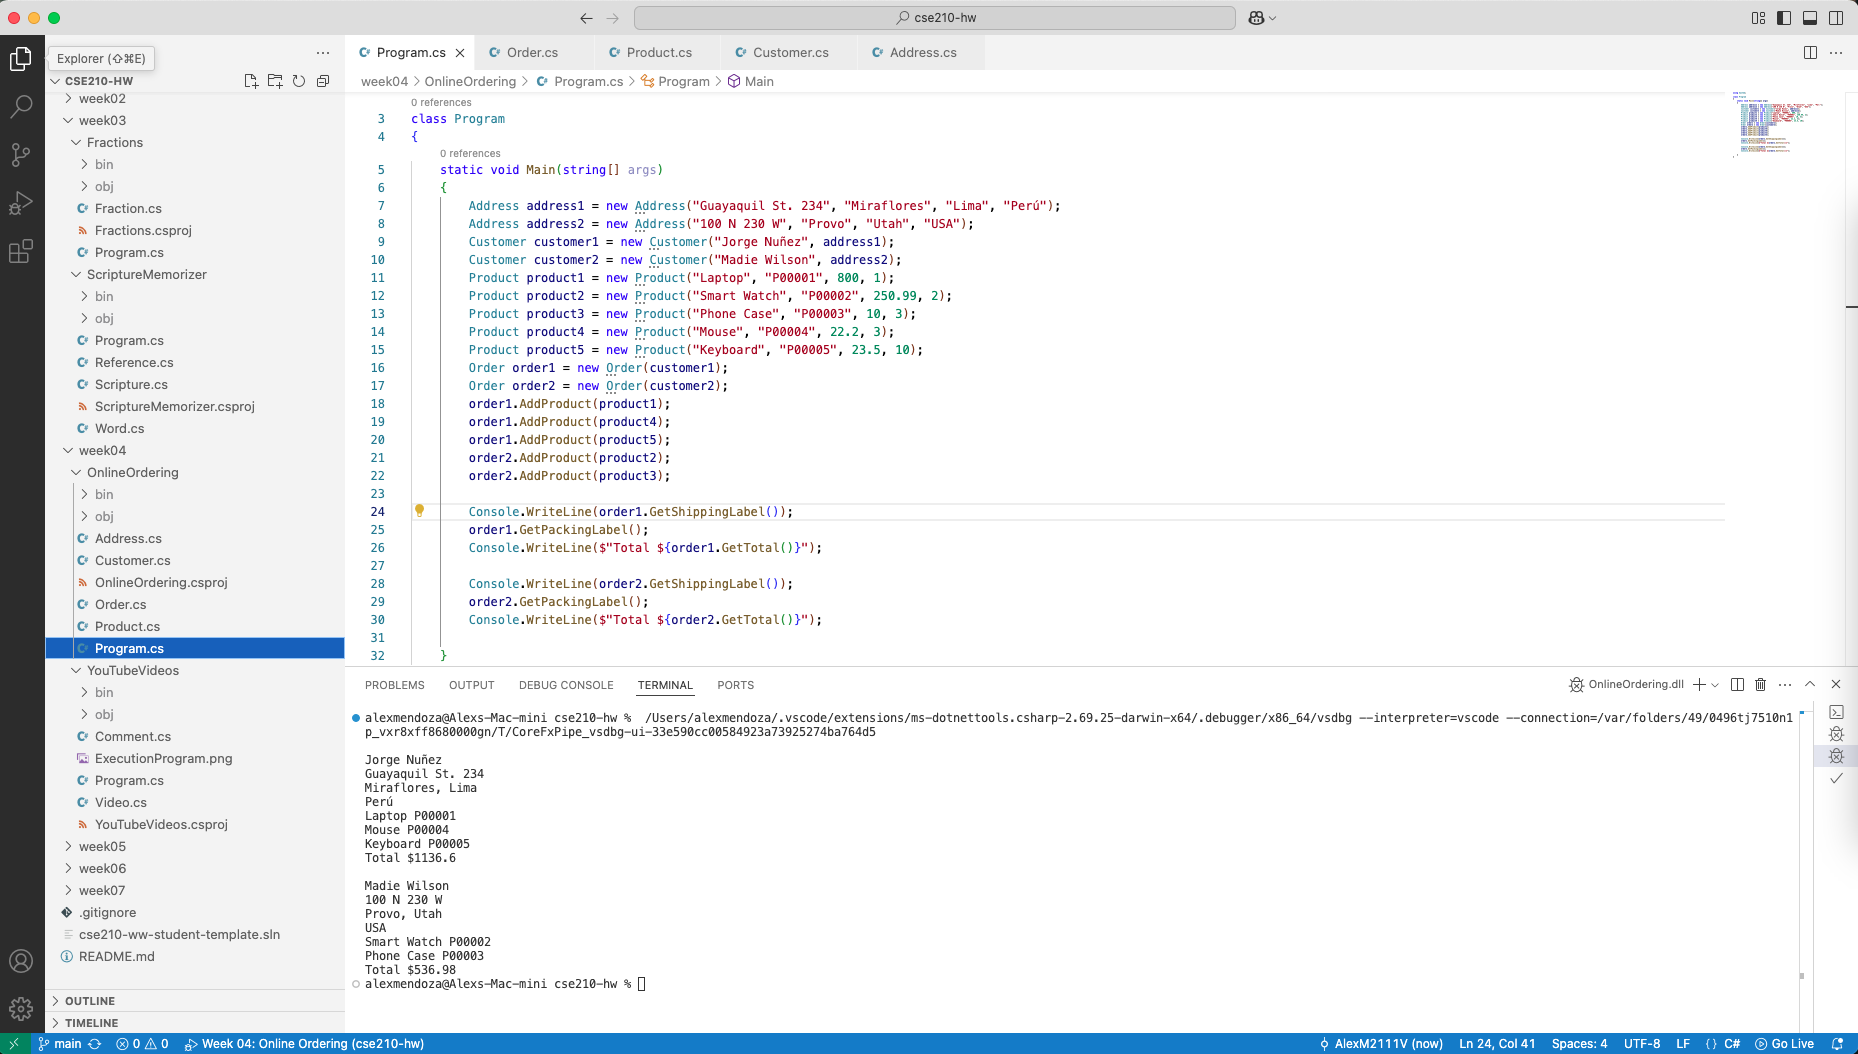 cse210-hw
Explorer (⇧⌘E)
CSE210-HW
week02
week03
Fractions
bin
obj
Fraction.cs
Fractions.csproj
Program.cs
ScriptureMemorizer
bin
obj
Program.cs
Reference.cs
Scripture.cs
ScriptureMemorizer.csproj
Word.cs
week04
OnlineOrdering
bin
obj
Address.cs
Customer.cs
OnlineOrdering.csproj
Order.cs
Product.cs
Program.cs
YouTubeVideos
bin
obj
Comment.cs
ExecutionProgram.png
Program.cs
Video.cs
YouTubeVideos.csproj
week05
week06
week07
.gitignore
cse210-ww-student-template.sln
README.md
OUTLINE
TIMELINE
Program.cs Order.cs Product.cs Customer.cs Address.cs
week04 > OnlineOrdering > Program.cs > Program > Main
0 references
3 class Program
4 {
0 references
5 static void Main(string[] args)
6 {
7 Address address1 = new Address("Guayaquil St. 234", "Miraflores", "Lima", "Perú");
8 Address address2 = new Address("100 N 230 W", "Provo", "Utah", "USA");
9 Customer customer1 = new Customer("Jorge Nuñez", address1);
10 Customer customer2 = new Customer("Madie Wilson", address2);
11 Product product1 = new Product("Laptop", "P00001", 800, 1);
12 Product product2 = new Product("Smart Watch", "P00002", 250.99, 2);
13 Product product3 = new Product("Phone Case", "P00003", 10, 3);
14 Product product4 = new Product("Mouse", "P00004", 22.2, 3);
15 Product product5 = new Product("Keyboard", "P00005", 23.5, 10);
16 Order order1 = new Order(customer1);
17 Order order2 = new Order(customer2);
18 order1.AddProduct(product1);
19 order1.AddProduct(product4);
20 order1.AddProduct(product5);
21 order2.AddProduct(product2);
22 order2.AddProduct(product3);
23
24 Console.WriteLine(order1.GetShippingLabel());
25 order1.GetPackingLabel();
26 Console.WriteLine($"Total ${order1.GetTotal()}");
27
28 Console.WriteLine(order2.GetShippingLabel());
29 order2.GetPackingLabel();
30 Console.WriteLine($"Total ${order2.GetTotal()}");
31
32 }
PROBLEMS OUTPUT DEBUG CONSOLE TERMINAL PORTS
OnlineOrdering.dll
alexmendoza@Alexs-Mac-mini cse210-hw % /Users/alexmendoza/.vscode/extensions/ms-dotnettools.csharp-2.69.25-darwin-x64/.debugger/x86_64/vsdbg --interpreter=vscode --connection=/var/folders/49/0496tj7510n1
p_vxr8xff8680000gn/T/CoreFxPipe_vsdbg-ui-33e590cc00584923a73925274ba764d5
Jorge Nuñez
Guayaquil St. 234
Miraflores, Lima
Perú
Laptop P00001
Mouse P00004
Keyboard P00005
Total $1136.6
Madie Wilson
100 N 230 W
Provo, Utah
USA
Smart Watch P00002
Phone Case P00003
Total $536.98
alexmendoza@Alexs-Mac-mini cse210-hw %
main 0 0 Week 04: Online Ordering (cse210-hw) AlexM2111V (now) Ln 24, Col 41 Spaces: 4 UTF-8 LF {} C# Go Live